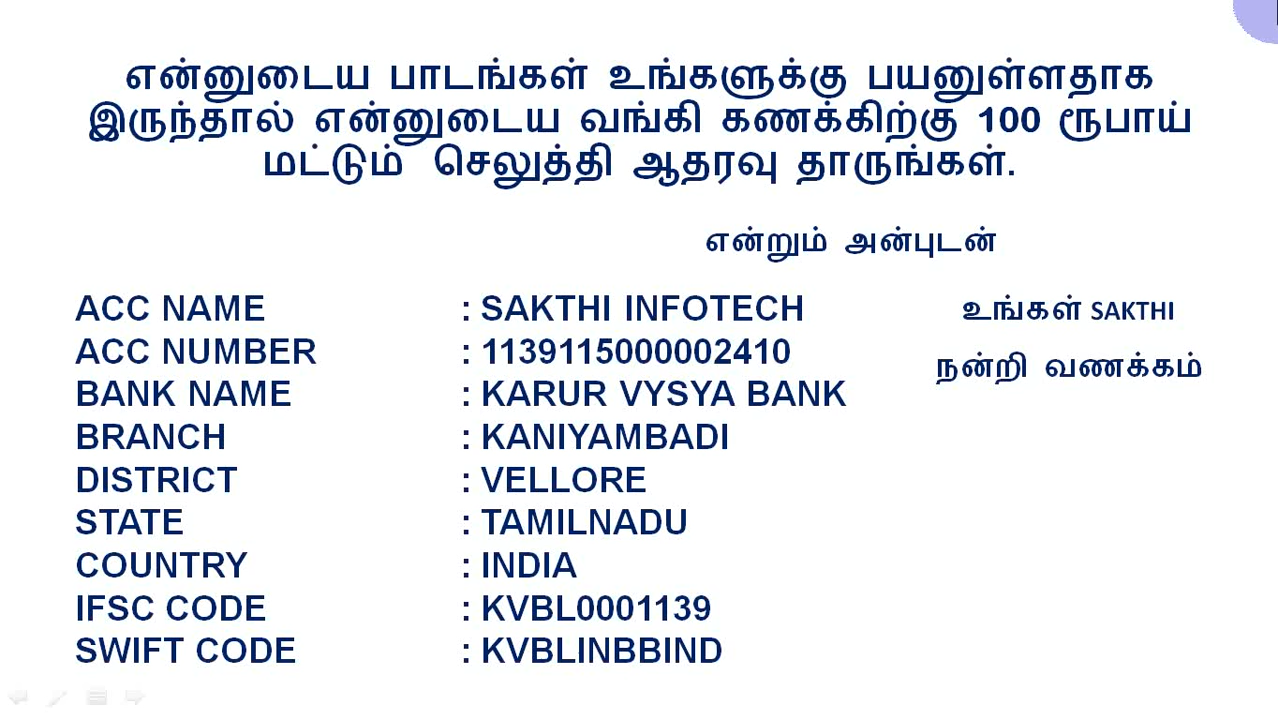 என்னுடைய பாடங்கள் உங்களுக்கு பயனுள்ளதாக
இருந்தால் என்னுடைய வங்கி கணக்கிற்கு 100 ரூபாய்
மட்டும் செலுத்தி ஆதரவு தாருங்கள்.
என்றும் அன்புடன்
ACC NAME : SAKTHI INFOTECH
ACC NUMBER : 1139115000002410
BANK NAME : KARUR VYSYA BANK
BRANCH : KANIYAMBADI
DISTRICT : VELLORE
STATE : TAMILNADU
COUNTRY : INDIA
IFSC CODE : KVBL0001139
SWIFT CODE : KVBLINBBIND
உங்கள் SAKTHI
நன்றி வணக்கம்